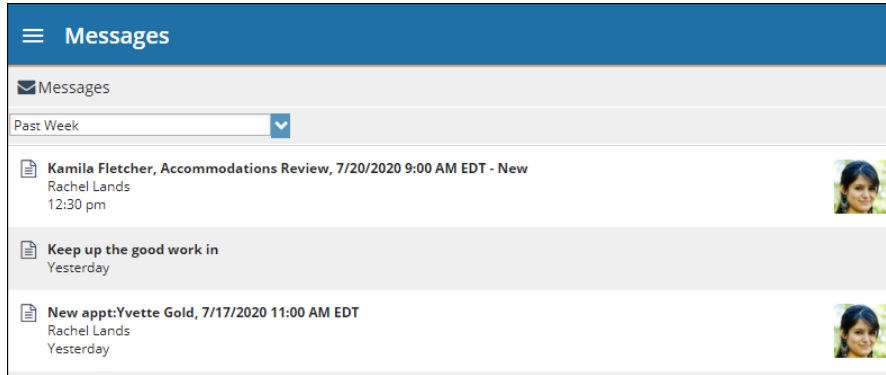 Messages
Messages
Past Week
Kamila Fletcher, Accommodations Review, 7/20/2020 9:00 AM EDT - New
Rachel Lands
12:30 pm
Keep up the good work in
Yesterday
New appt:Yvette Gold, 7/17/2020 11:00 AM EDT
Rachel Lands
Yesterday